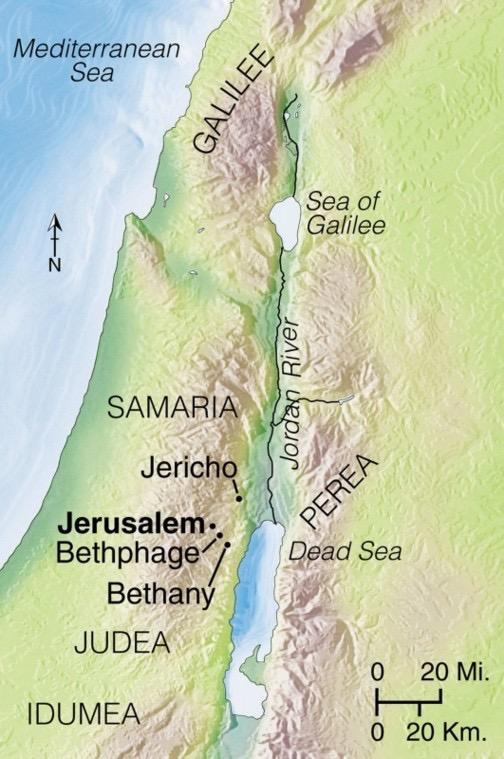 Mediterranean
Sea
GALILEE
Sea of
Galilee
N
Jordan River
SAMARIA
Jericho
PEREA
Jerusalem
Bethphage
Dead Sea
Bethany
JUDEA
0 20 Mi.
IDUMEA
0 20 Km.